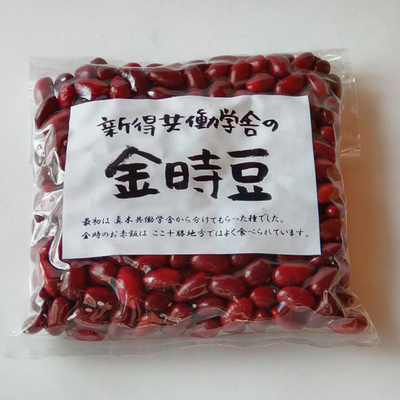 新得共働学舎の
金時豆
最初は 真木共働学舎から分けてもらった種でした。
金時のお赤飯は ここ十勝地方ではよく食べられています。